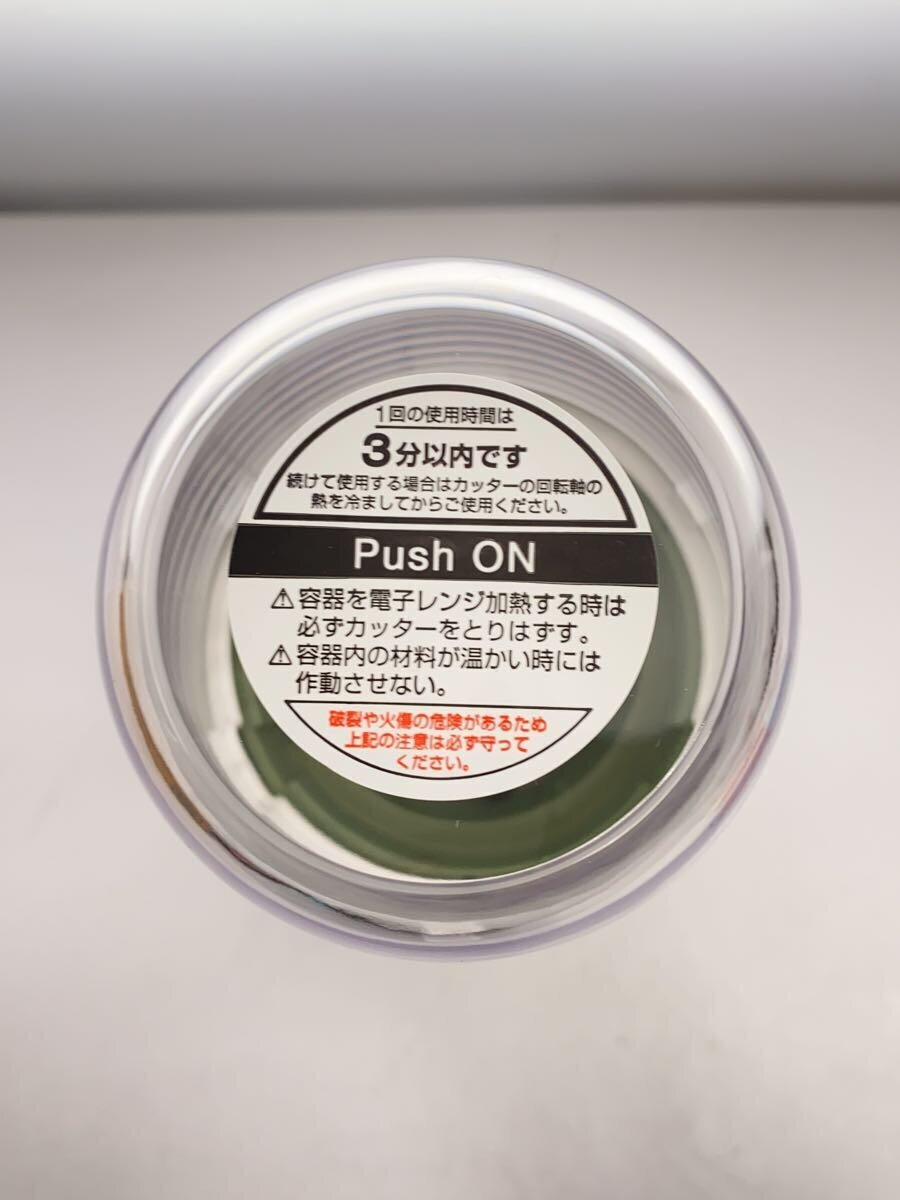 1回の使用時間は
3分以内です
続けて使用する場合はカッターの回転軸の
熱を冷ましてからご使用ください。
Push ON
⚠容器を電子レンジ加熱する時は
必ずカッターをとりはずす。
⚠容器内の材料が温かい時には
作動させない。
破裂や火傷の危険があるため
上記の注意は必ず守って
ください。